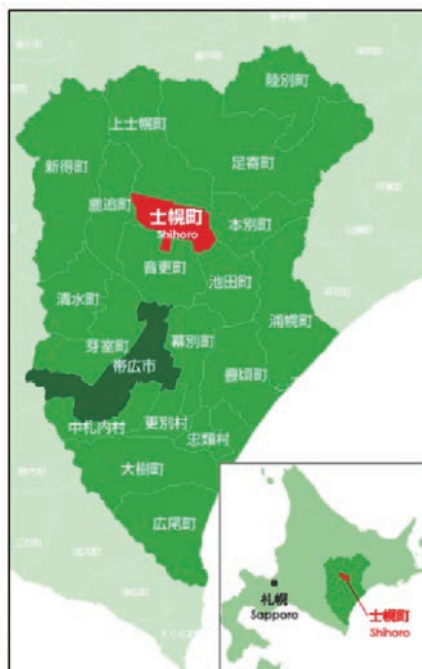 陸別町
上士幌町
新得町
足寄町
鹿追町
士幌町
Shihoro
本別町
音更町
池田町
清水町
浦幌町
芽室町
幕別町
帯広市
豊頃町
中札内村
更別村
忠類村
大樹町
広尾町
札幌
Sapporo
士幌町
Shihoro